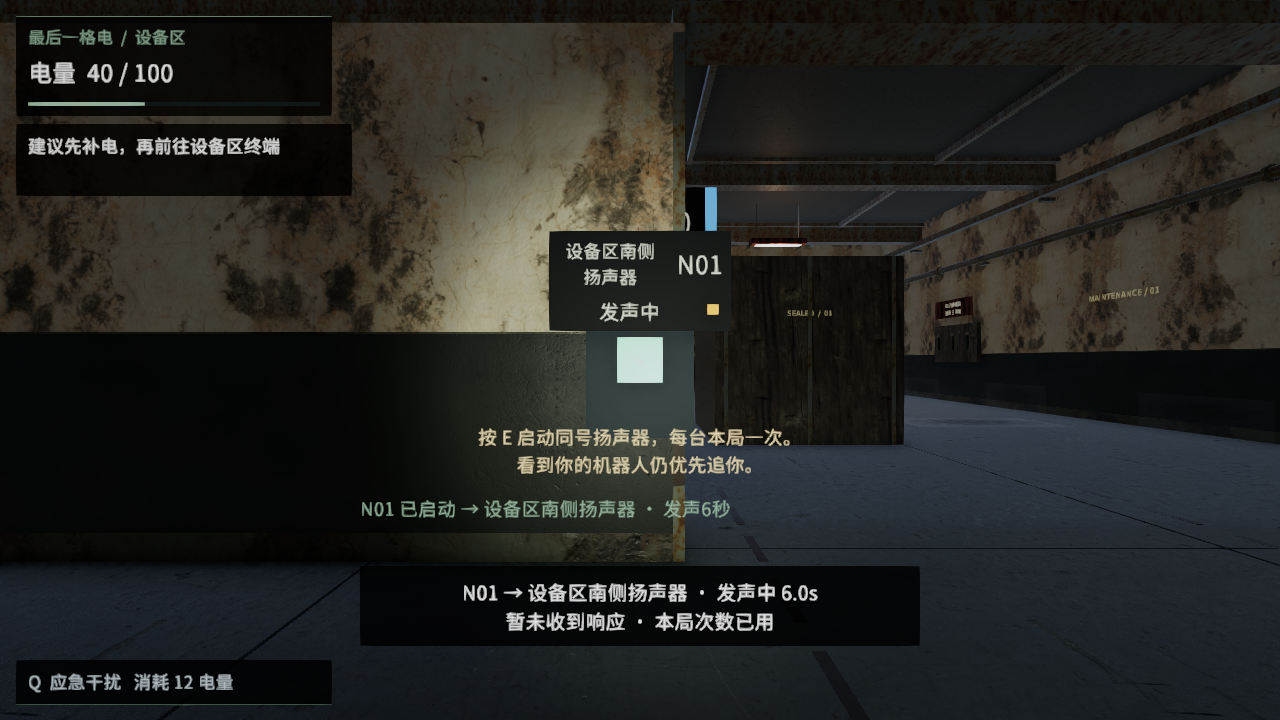 最后一格电 / 设备区
电量 40 / 100
建议先补电，再前往设备区终端
设备区南侧
扬声器
N01
发声中
SEALED / 01
MAINTENANCE / 03
按 E 启动同号扬声器，每台本局一次。
看到你的机器人仍优先追你。
N01 已启动 → 设备区南侧扬声器 · 发声6秒
N01 → 设备区南侧扬声器 · 发声中 6.0s
暂未收到响应 · 本局次数已用
Q 应急干扰 消耗 12 电量